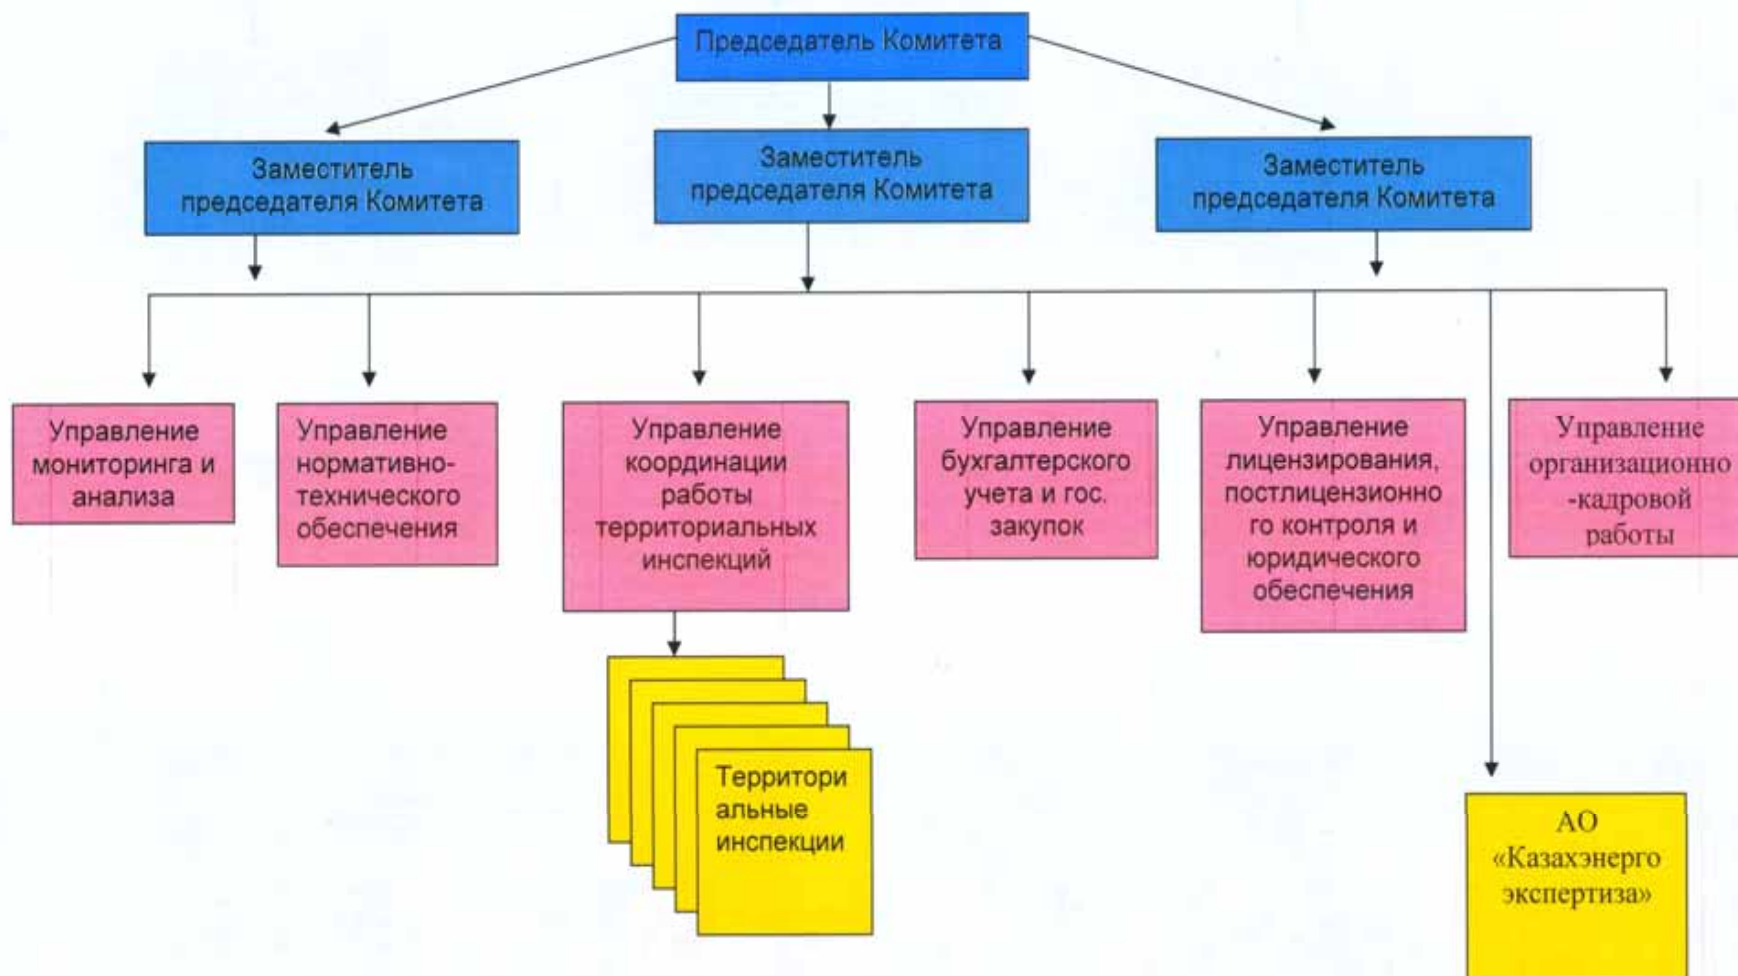 Председатель Комитета
Заместитель
председателя Комитета
Заместитель
председателя Комитета
Заместитель
председателя Комитета
Управление
мониторинга и
анализа
Управление
нормативно-
технического
обеспечения
Управление
координации
работы
территориальных
инспекций
Управление
бухгалтерского
учета и гос.
закупок
Управление
лицензирования,
постлицензионно
го контроля и
юридического
обеспечения
Управление
организационно
-кадровой
работы
Территори
альные
инспекции
АО
«Казахэнерго
экспертиза»